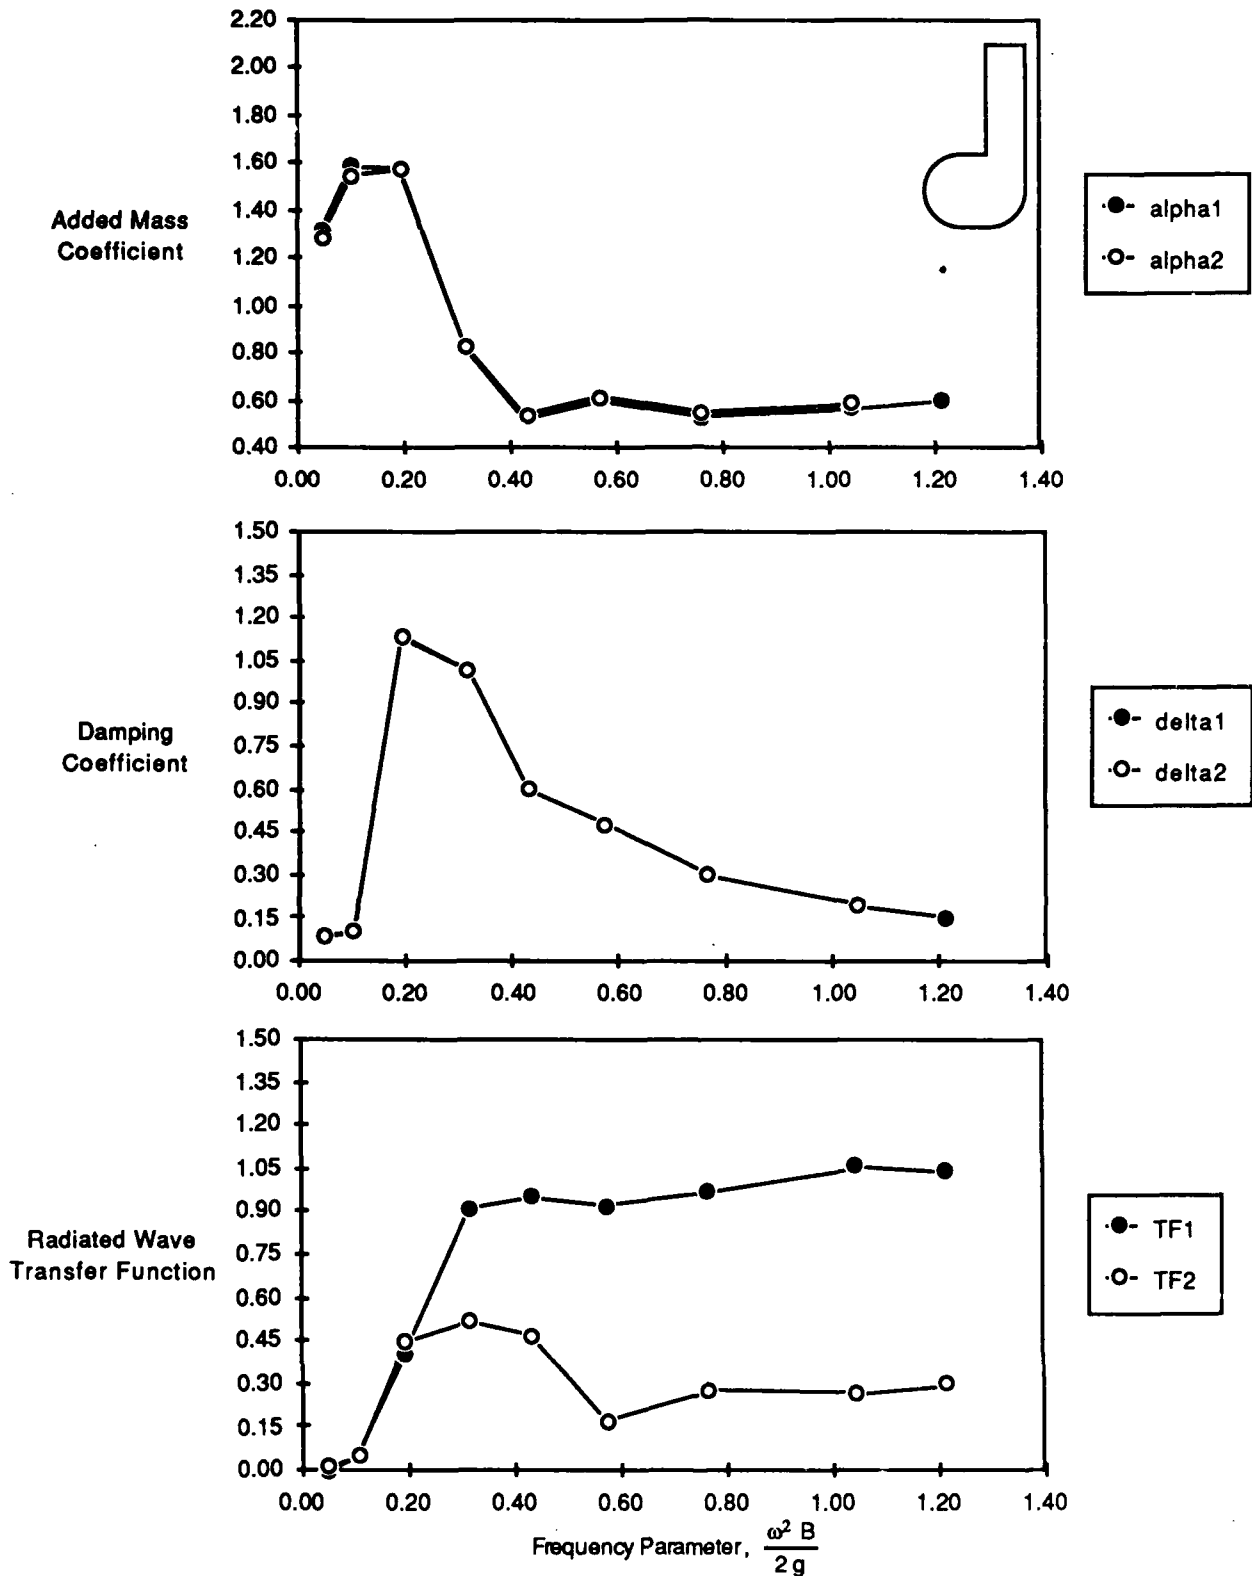 2.20
2.00
1.80
1.60
1.40
1.20
1.00
0.80
0.60
0.40
Added Mass
Coefficient
0.00 0.20 0.40 0.60 0.80 1.00 1.20 1.40
alpha1
alpha2
1.50
1.35
1.20
1.05
0.90
0.75
0.60
0.45
0.30
0.15
0.00
Damping
Coefficient
0.00 0.20 0.40 0.60 0.80 1.00 1.20 1.40
delta1
delta2
1.50
1.35
1.20
1.05
0.90
0.75
0.60
0.45
0.30
0.15
0.00
Radiated Wave
Transfer Function
0.00 0.20 0.40 0.60 0.80 1.00 1.20 1.40
TF1
TF2
Frequency Parameter, ω² B
2 g